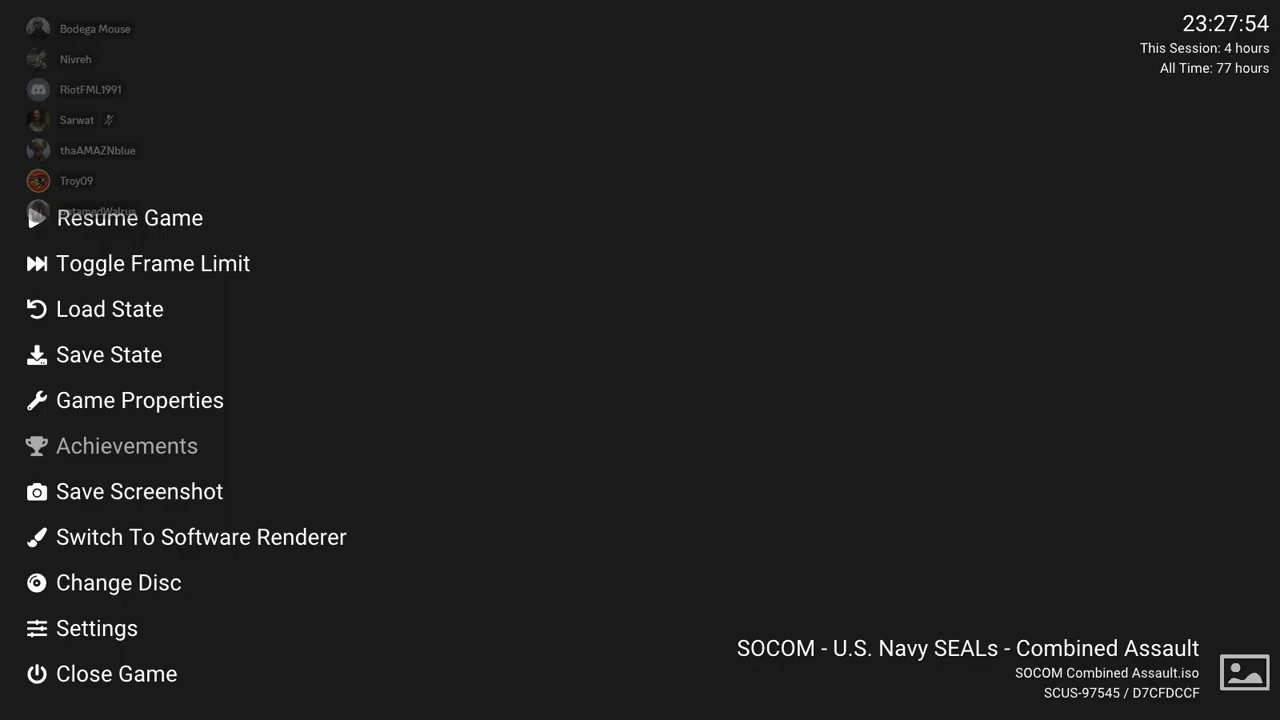 Bodega Mouse
Nivreh
RiotFML1991
Sarwat
thaAMAZNblue
Troy09
UntamedWalrus
Resume Game
Toggle Frame Limit
Load State
Save State
Game Properties
Achievements
Save Screenshot
Switch To Software Renderer
Change Disc
Settings
Close Game
23:27:54
This Session: 4 hours
All Time: 77 hours
SOCOM - U.S. Navy SEALs - Combined Assault
SOCOM Combined Assault.iso
SCUS-97545 / D7CFDCCF